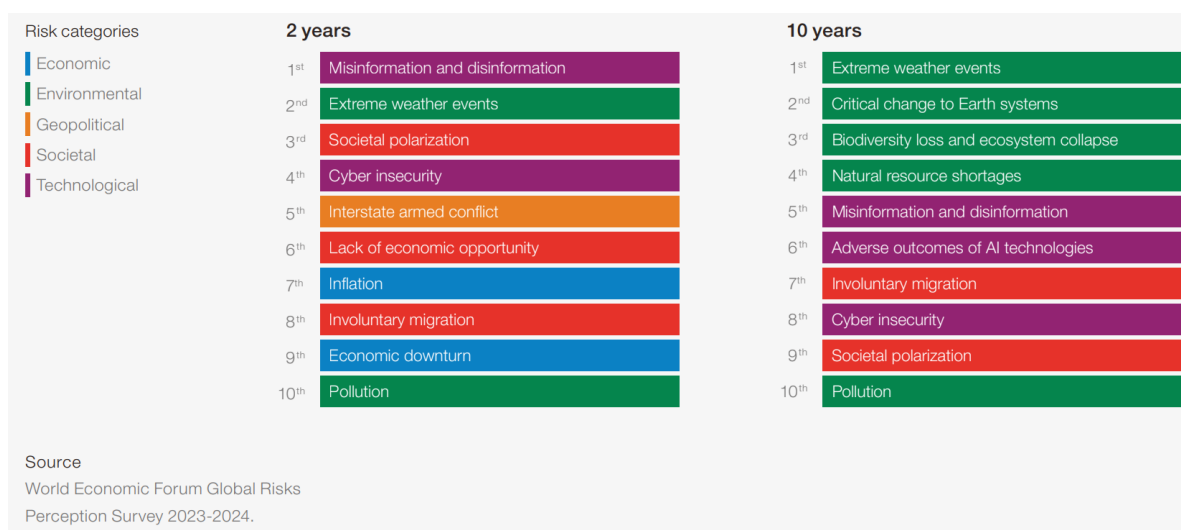 Risk categories
Economic
Environmental
Geopolitical
Societal
Technological
2 years
1st Misinformation and disinformation
2nd Extreme weather events
3rd Societal polarization
4th Cyber insecurity
5th Interstate armed conflict
6th Lack of economic opportunity
7th Inflation
8th Involuntary migration
9th Economic downturn
10th Pollution
10 years
1st Extreme weather events
2nd Critical change to Earth systems
3rd Biodiversity loss and ecosystem collapse
4th Natural resource shortages
5th Misinformation and disinformation
6th Adverse outcomes of AI technologies
7th Involuntary migration
8th Cyber insecurity
9th Societal polarization
10th Pollution
Source
World Economic Forum Global Risks
Perception Survey 2023-2024.